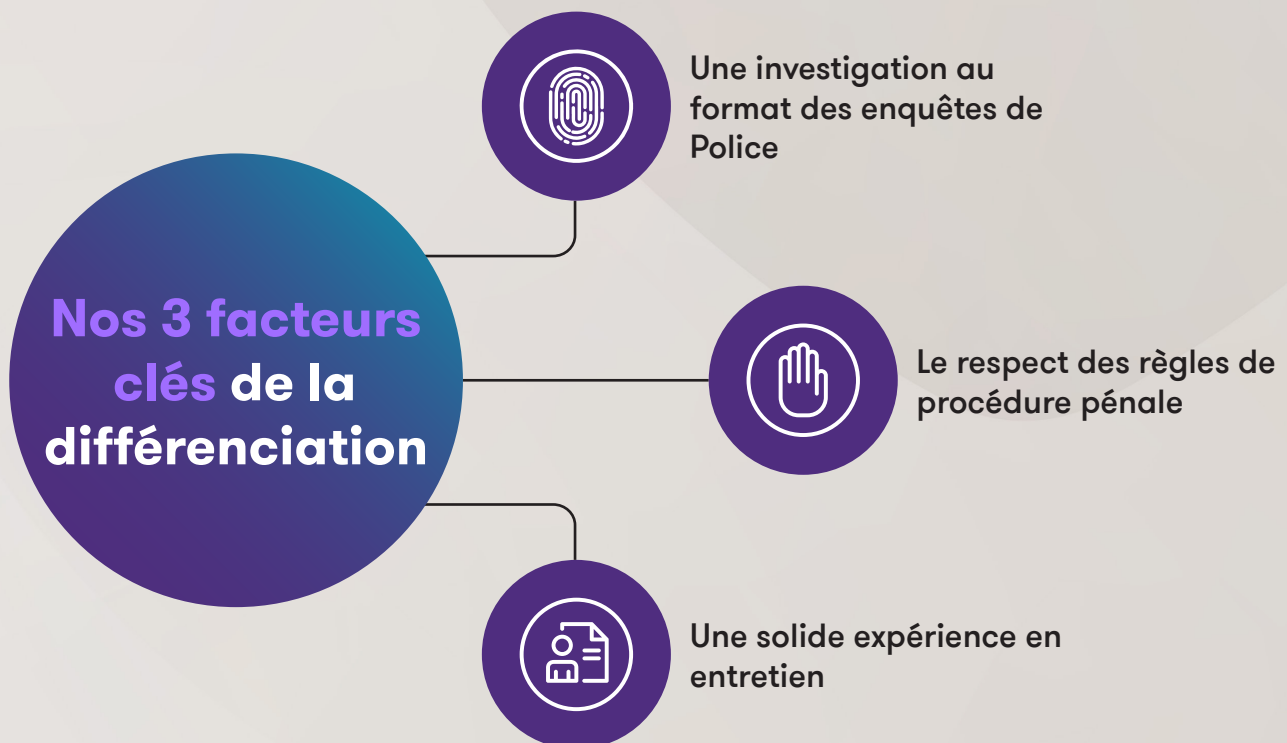 Une investigation au
format des enquêtes de
Police
Nos 3 facteurs
clés de la
différenciation
Le respect des règles de
procédure pénale
Une solide expérience en
entretien